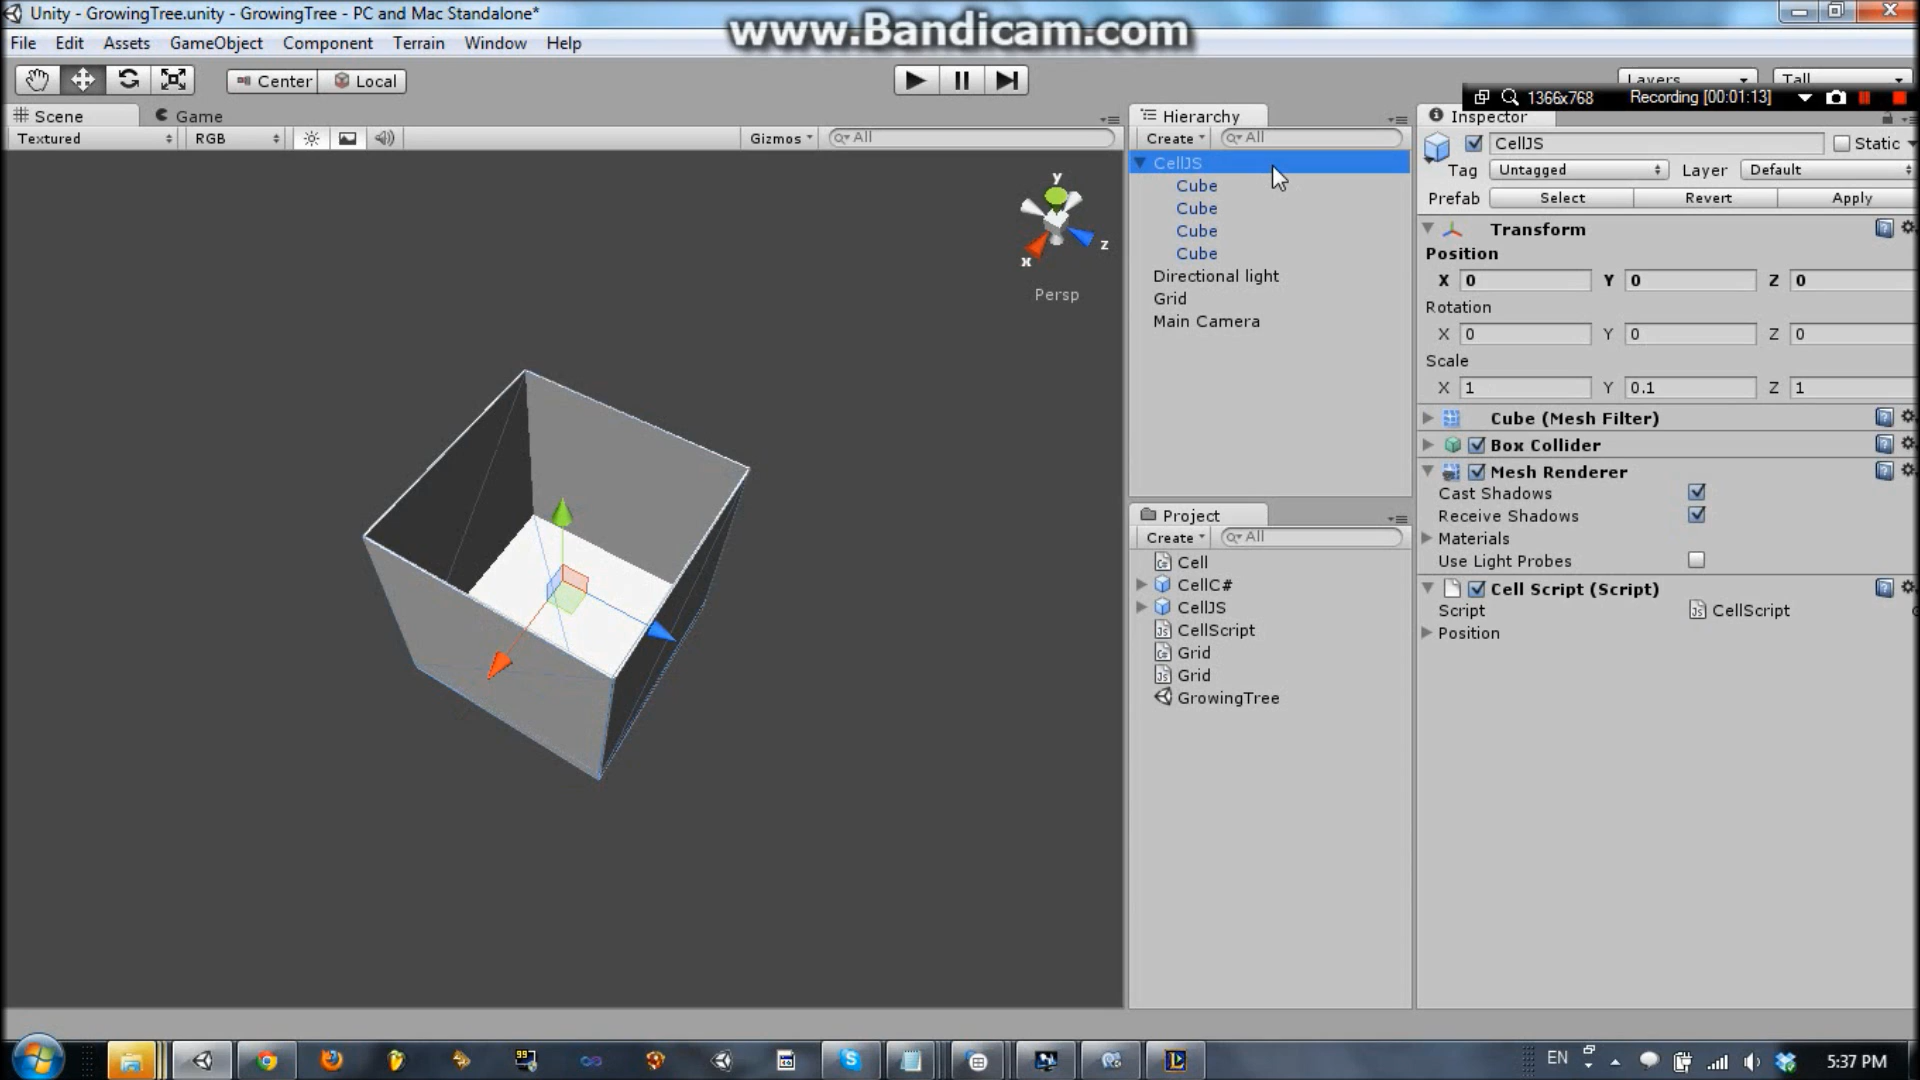 Unity - GrowingTree.unity - GrowingTree - PC and Mac Standalone*
www.Bandicam.com
File Edit Assets GameObject Component Terrain Window Help
Center Local
Layers Tall
1366x768 Recording [00:01:13]
Scene Game
Textured RGB Gizmos All
y
x
z
Persp
Hierarchy
Create All
CellJS
Cube
Cube
Cube
Cube
Directional light
Grid
Main Camera
Project
Create All
Cell
CellC#
CellJS
CellScript
Grid
Grid
GrowingTree
Inspector
CellJS Static
Tag Untagged Layer Default
Prefab Select Revert Apply
Transform
Position
X 0 Y 0 Z 0
Rotation
X 0 Y 0 Z 0
Scale
X 1 Y 0.1 Z 1
Cube (Mesh Filter)
Box Collider
Mesh Renderer
Cast Shadows
Receive Shadows
Materials
Use Light Probes
Cell Script (Script)
Script CellScript
Position
99
EN
5:37 PM